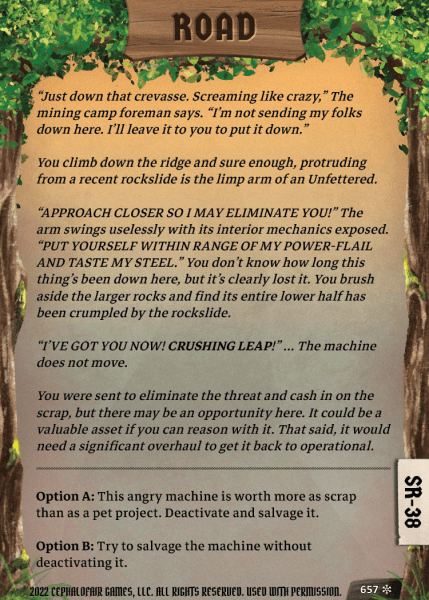 ROAD
“Just down that crevasse. Screaming like crazy,” The
mining camp foreman says. “I’m not sending my folks
down here. I’ll leave it to you to put it down.”
You climb down the ridge and sure enough, protruding
from a recent rockslide is the limp arm of an Unfettered.
“APPROACH CLOSER SO I MAY ELIMINATE YOU!” The
arm swings uselessly with its interior mechanics exposed.
“PUT YOURSELF WITHIN RANGE OF MY POWER-FLAIL
AND TASTE MY STEEL.” You don’t know how long this
thing’s been down here, but it’s clearly lost it. You brush
aside the larger rocks and find its entire lower half has
been crumpled by the rockslide.
“I’VE GOT YOU NOW! CRUSHING LEAP!” ... The machine
does not move.
You were sent to eliminate the threat and cash in on the
scrap, but there may be an opportunity here. It could be a
valuable asset if you can reason with it. That said, it would
need a significant overhaul to get it back to operational.
Option A: This angry machine is worth more as scrap
than as a pet project. Deactivate and salvage it.
Option B: Try to salvage the machine without
deactivating it.
SR-38
2022 CEPHALOFAIR GAMES, LLC. ALL RIGHTS RESERVED. USED WITH PERMISSION.
657